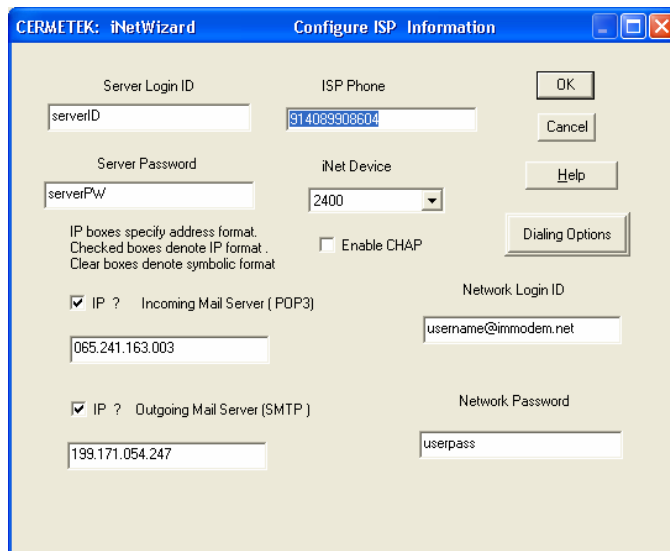 CERMETEK: iNetWizard Configure ISP Information
Server Login ID
serverID
ISP Phone
914089908604
OK
Cancel
Server Password
serverPW
iNet Device
2400
Help
IP boxes specify address format.
Checked boxes denote IP format .
Clear boxes denote symbolic format
Enable CHAP
Dialing Options
IP ? Incoming Mail Server ( POP3)
065.241.163.003
Network Login ID
username@immodem.net
IP ? Outgoing Mail Server (SMTP )
199.171.054.247
Network Password
userpass